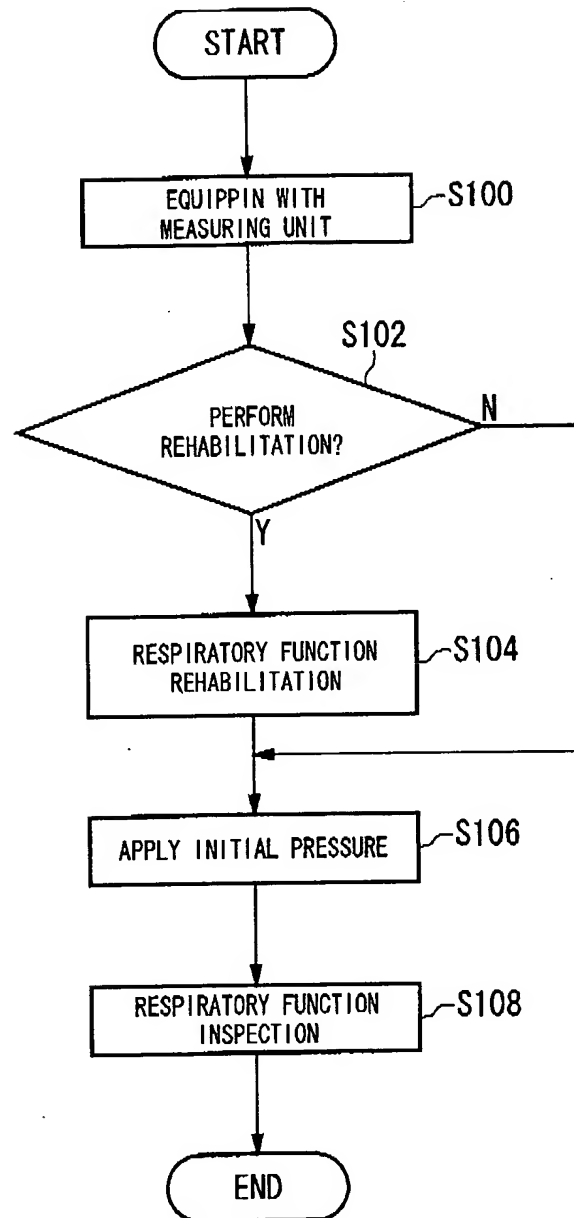 START
EQUIPPIN WITH
MEASURING UNIT
S100
S102
PERFORM
REHABILITATION?
N
Y
RESPIRATORY FUNCTION
REHABILITATION
S104
APPLY INITIAL PRESSURE
S106
RESPIRATORY FUNCTION
INSPECTION
S108
END